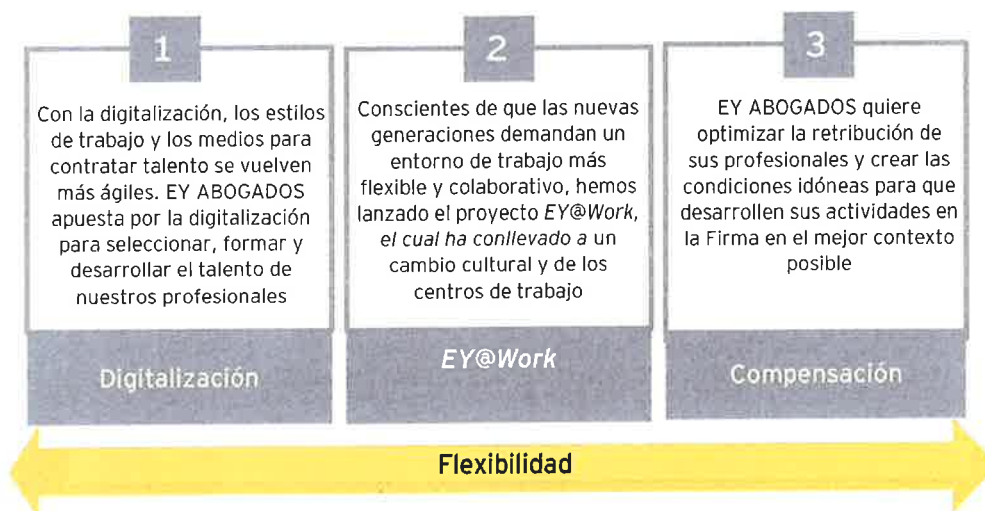 1
Con la digitalización, los estilos
de trabajo y los medios para
contratar talento se vuelven
más ágiles. EY ABOGADOS
apuesta por la digitalización
para seleccionar, formar y
desarrollar el talento de
nuestros profesionales
Digitalización
2
Conscientes de que las nuevas
generaciones demandan un
entorno de trabajo más
flexible y colaborativo, hemos
lanzado el proyecto EY@Work,
el cual ha conllevado a un
cambio cultural y de los
centros de trabajo
EY@Work
3
EY ABOGADOS quiere
optimizar la retribución de
sus profesionales y crear las
condiciones idóneas para que
desarrollen sus actividades en
la Firma en el mejor contexto
posible
Compensación
Flexibilidad